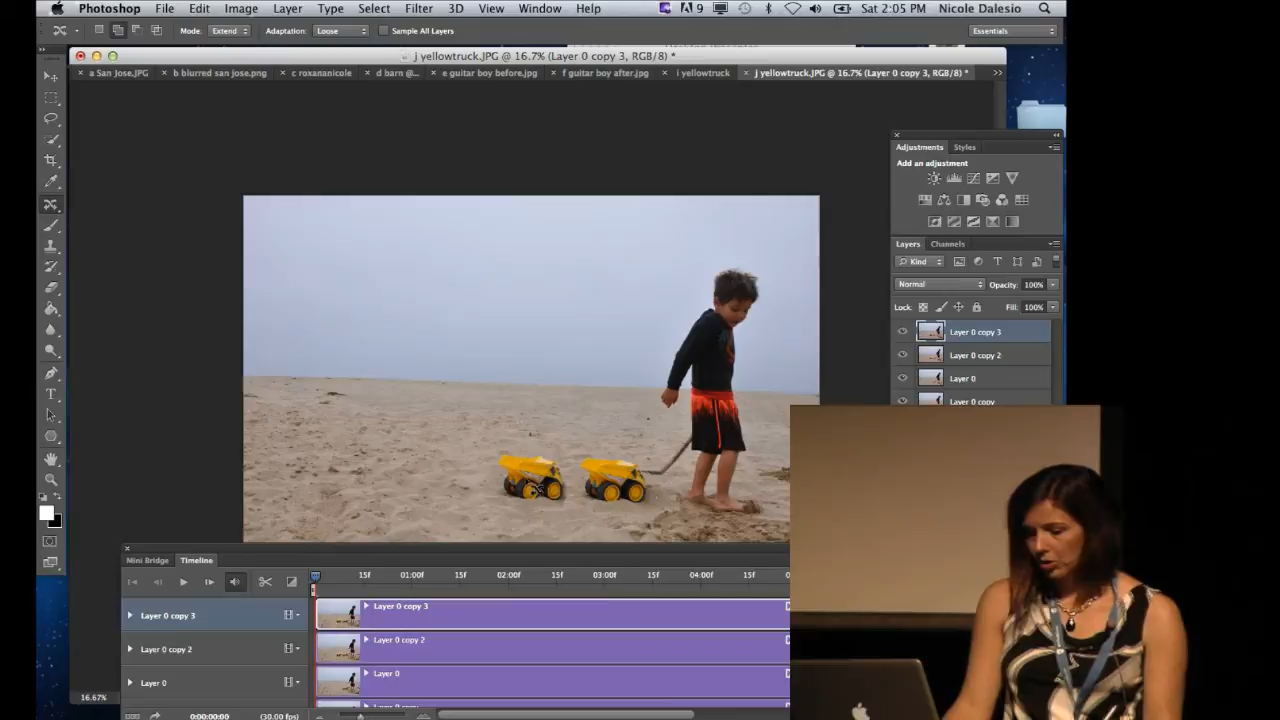 Photoshop File Edit Image Layer Type Select Filter 3D View Window Help 9 Sat 2:05 PM Nicole Dalesio
Mode: Extend Adaptation: Loose Sample All Layers Essentials
j yellowtruck.JPG @ 16.7% (Layer 0 copy 3, RGB/8) *
× a San Jose.JPG × b blurred san jose.png × c roxananicole × d barn @... × e guitar boy before.jpg × f guitar boy after.jpg × i yellowtruck × j yellowtruck.JPG @ 16.7% (Layer 0 copy 3, RGB/8) * »
Adjustments Styles
Add an adjustment
Layers Channels
Kind
Normal Opacity: 100%
Lock: Fill: 100%
Layer 0 copy 3
Layer 0 copy 2
Layer 0
Layer 0 copy
Mini Bridge Timeline
15f 01:00f 15f 02:00f 15f 03:00f 15f 04:00f 15f
Layer 0 copy 3 Layer 0 copy 3
Layer 0 copy 2 Layer 0 copy 2
Layer 0 Layer 0
16.67%
0:00:00:00 (30.00 fps)